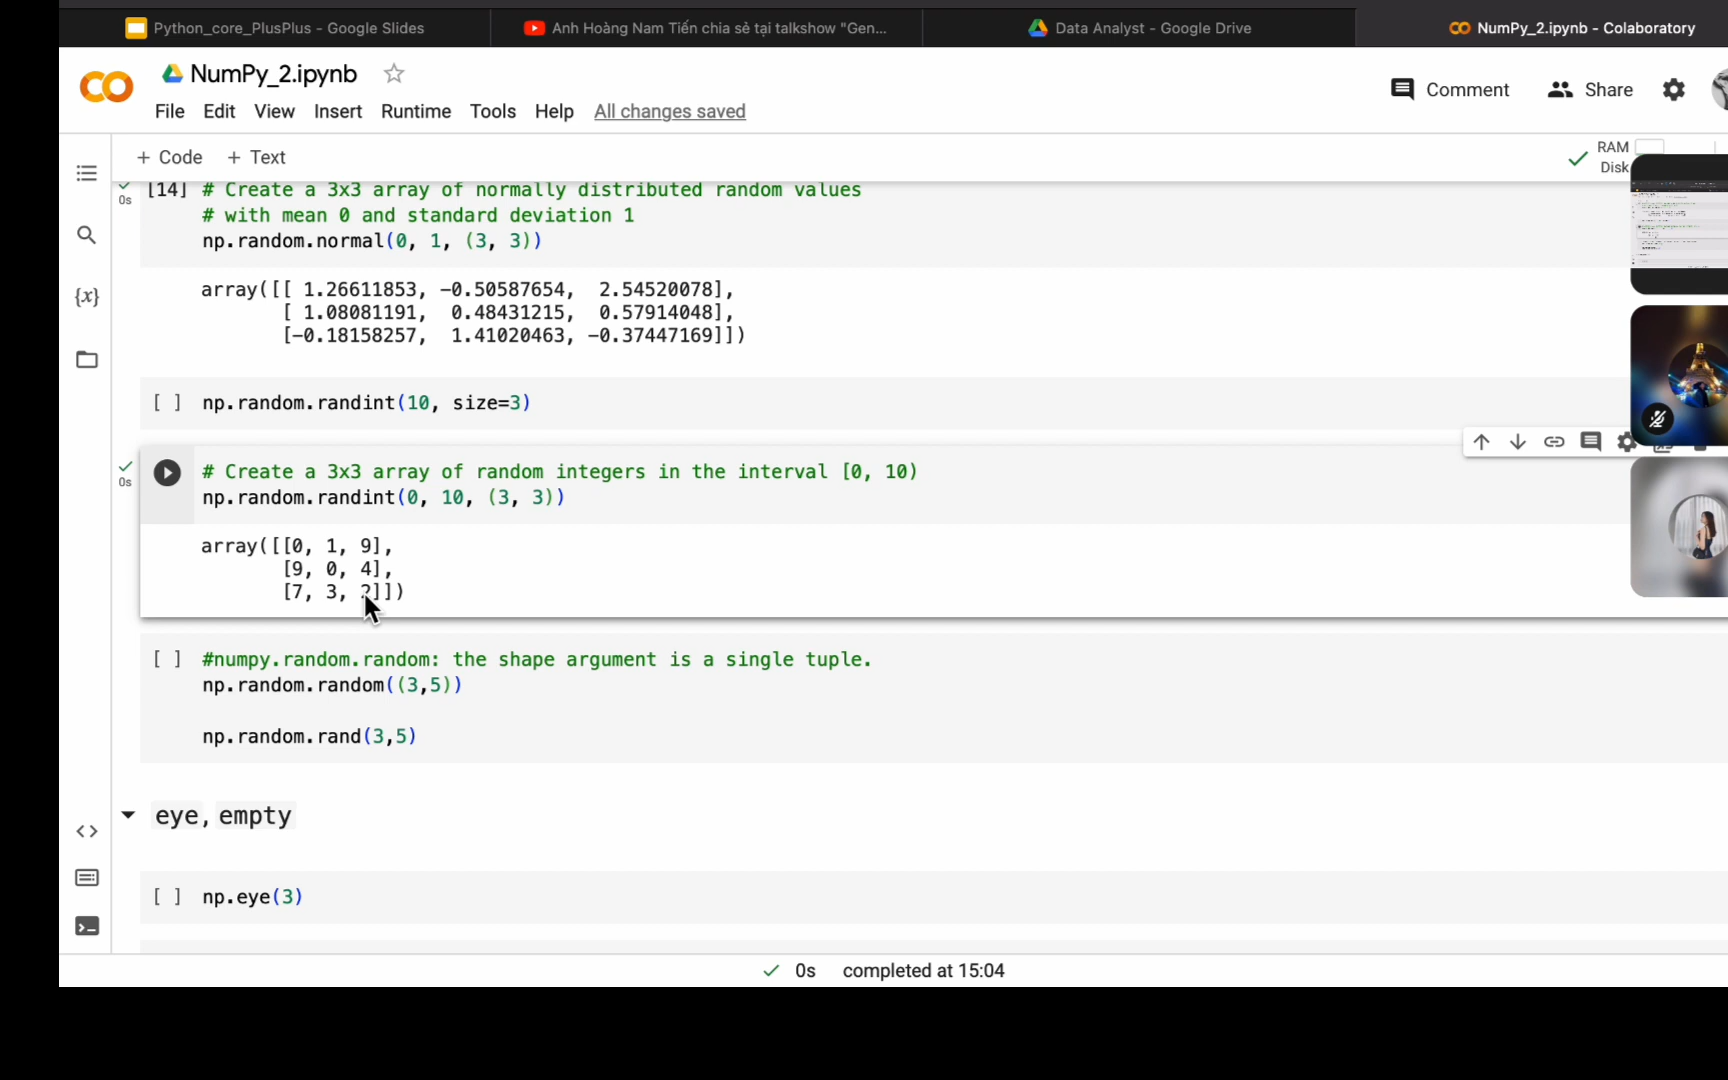 Python_core_PlusPlus - Google Slides
Anh Hoàng Nam Tiến chia sẻ tại talkshow "Gen...
Data Analyst - Google Drive
NumPy_2.ipynb - Colaboratory
NumPy_2.ipynb
Comment
Share
File Edit View Insert Runtime Tools Help All changes saved
+ Code + Text
RAM
Disk
[14] # Create a 3x3 array of normally distributed random values
0s
# with mean 0 and standard deviation 1
np.random.normal(0, 1, (3, 3))
array([[ 1.26611853, -0.50587654,  2.54520078],
[ 1.08081191,  0.48431215,  0.57914048],
[-0.18158257,  1.41020463, -0.37447169]])
[ ] np.random.randint(10, size=3)
0s
# Create a 3x3 array of random integers in the interval [0, 10)
np.random.randint(0, 10, (3, 3))
array([[0, 1, 9],
[9, 0, 4],
[7, 3, 2]])
[ ] #numpy.random.random: the shape argument is a single tuple.
np.random.random((3,5))
np.random.rand(3,5)
eye, empty
[ ] np.eye(3)
0s completed at 15:04